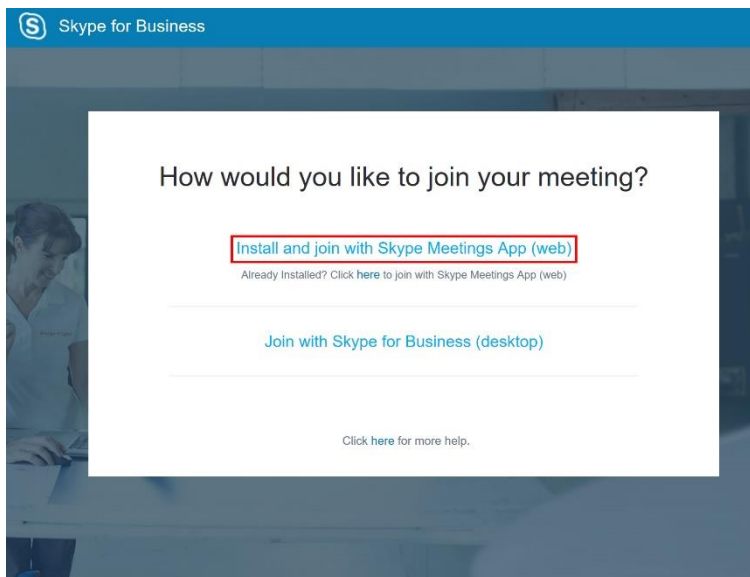 Skype for Business
How would you like to join your meeting?
Install and join with Skype Meetings App (web)
Already Installed? Click here to join with Skype Meetings App (web)
Join with Skype for Business (desktop)
Click here for more help.